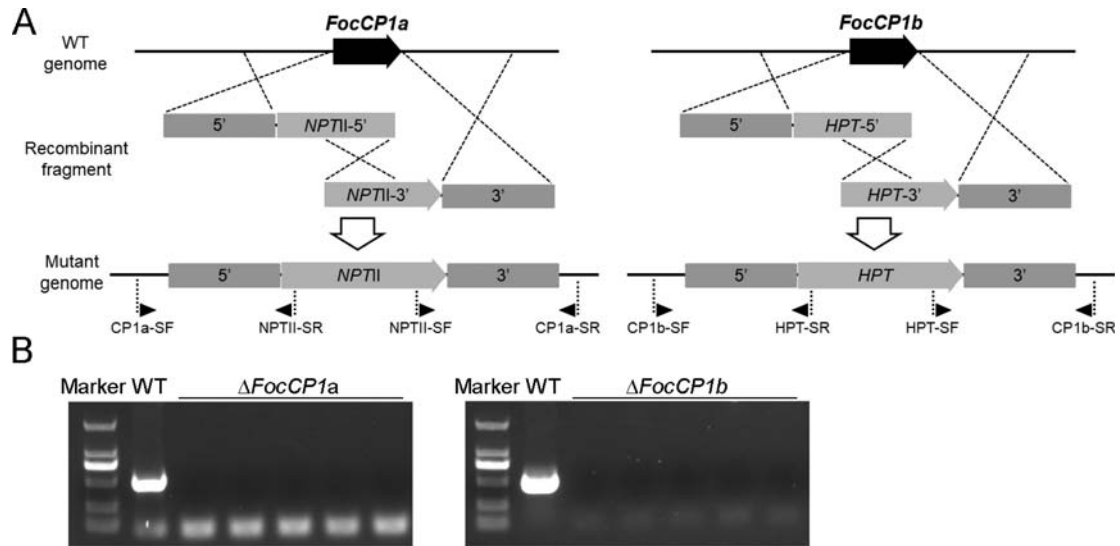 A
FocCP1a FocCP1b
WT genome
5' NPTII-5' 5' HPT-5'
Recombinant fragment
NPTII-3' 3' HPT-3' 3'
Mutant genome
5' NPTII 3' 5' HPT 3'
CP1a-SF NPTII-SR NPTII-SF CP1a-SR CP1b-SF HPT-SR HPT-SF CP1b-SR
B
Marker WT ΔFocCP1a Marker WT ΔFocCP1b